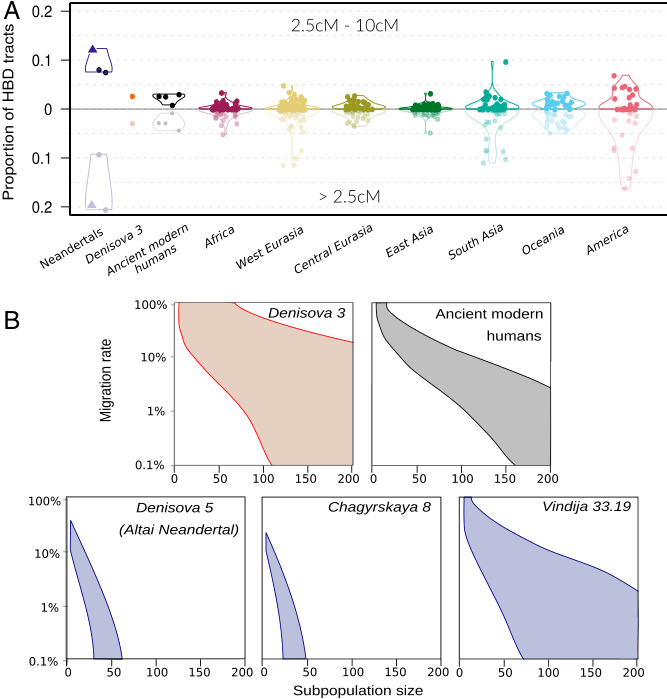 A
Proportion of HBD tracts
0.2
0.1
0
0.1
0.2
2.5cM - 10cM
> 2.5cM
Neandertals
Denisova 3
Ancient modern
humans
Africa
West Eurasia
Central Eurasia
East Asia
South Asia
Oceania
America
B
Migration rate
100%
10%
1%
0.1%
Denisova 3
0 50 100 150 200
Ancient modern
humans
0 50 100 150 200
100%
10%
1%
0.1%
Denisova 5
(Altai Neandertal)
0 50 100 150 200
Chagyrskaya 8
0 50 100 150 200
Vindija 33.19
0 50 100 150 200
Subpopulation size